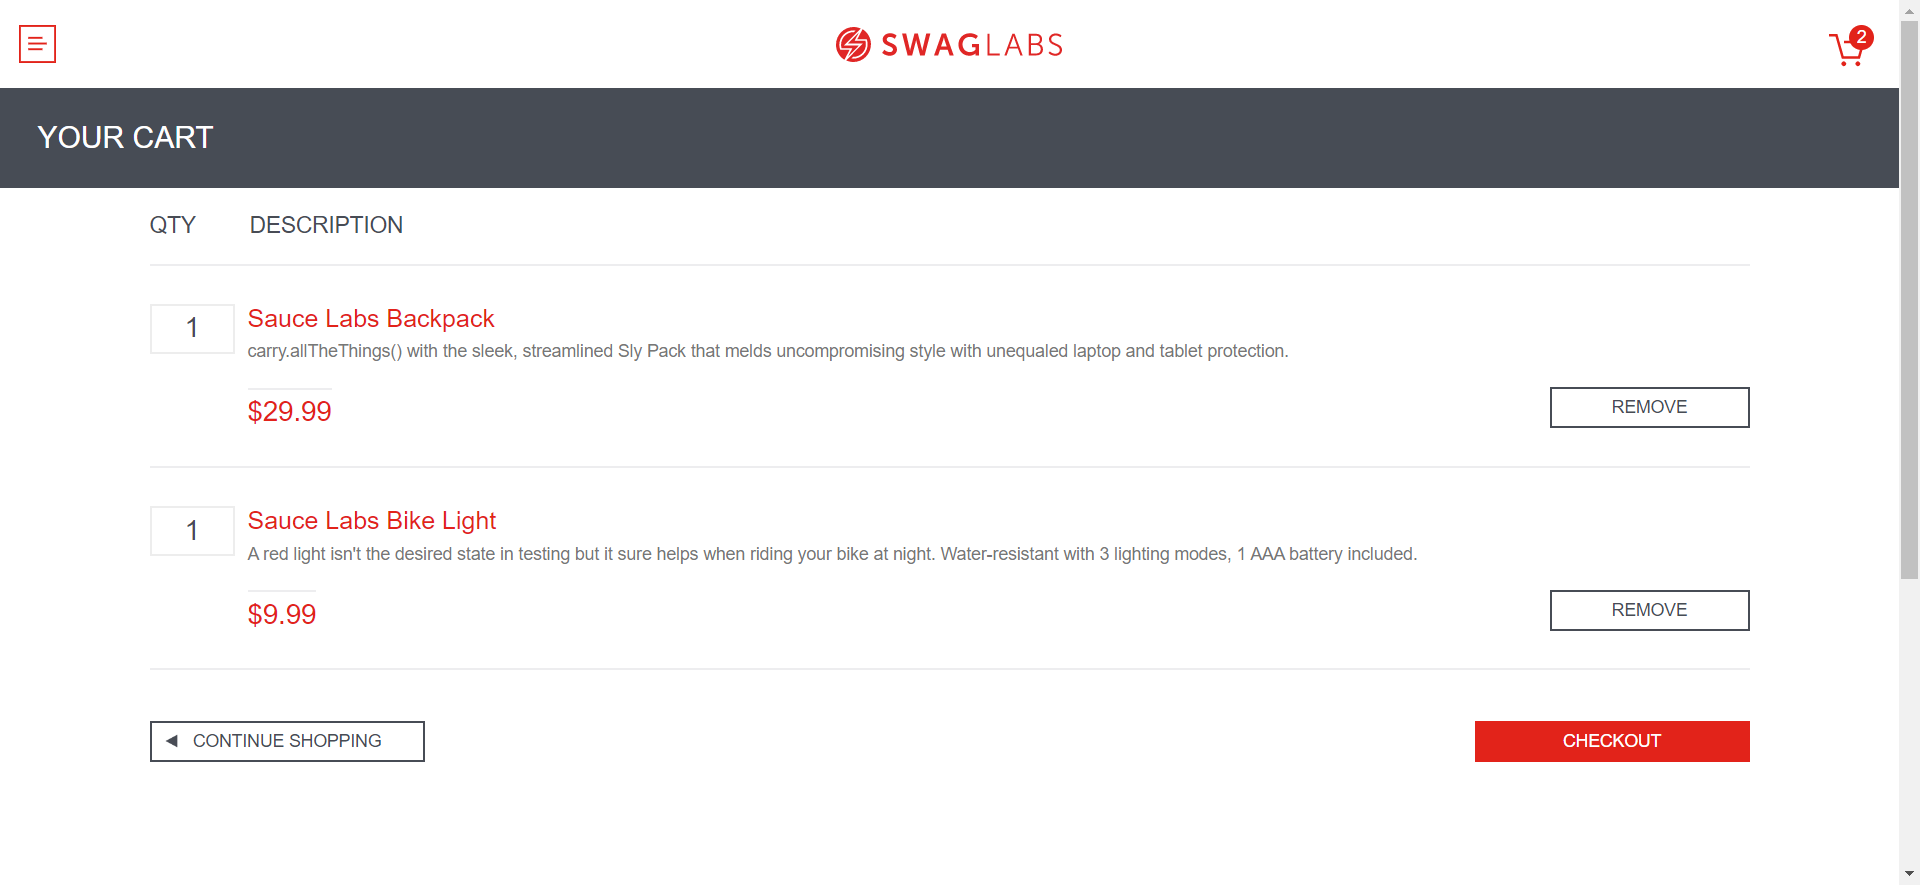 SWAGLABS
2
YOUR CART
QTY DESCRIPTION
1
Sauce Labs Backpack
carry.allTheThings() with the sleek, streamlined Sly Pack that melds uncompromising style with unequaled laptop and tablet protection.
$29.99
REMOVE
1
Sauce Labs Bike Light
A red light isn't the desired state in testing but it sure helps when riding your bike at night. Water-resistant with 3 lighting modes, 1 AAA battery included.
$9.99
REMOVE
CONTINUE SHOPPING
CHECKOUT